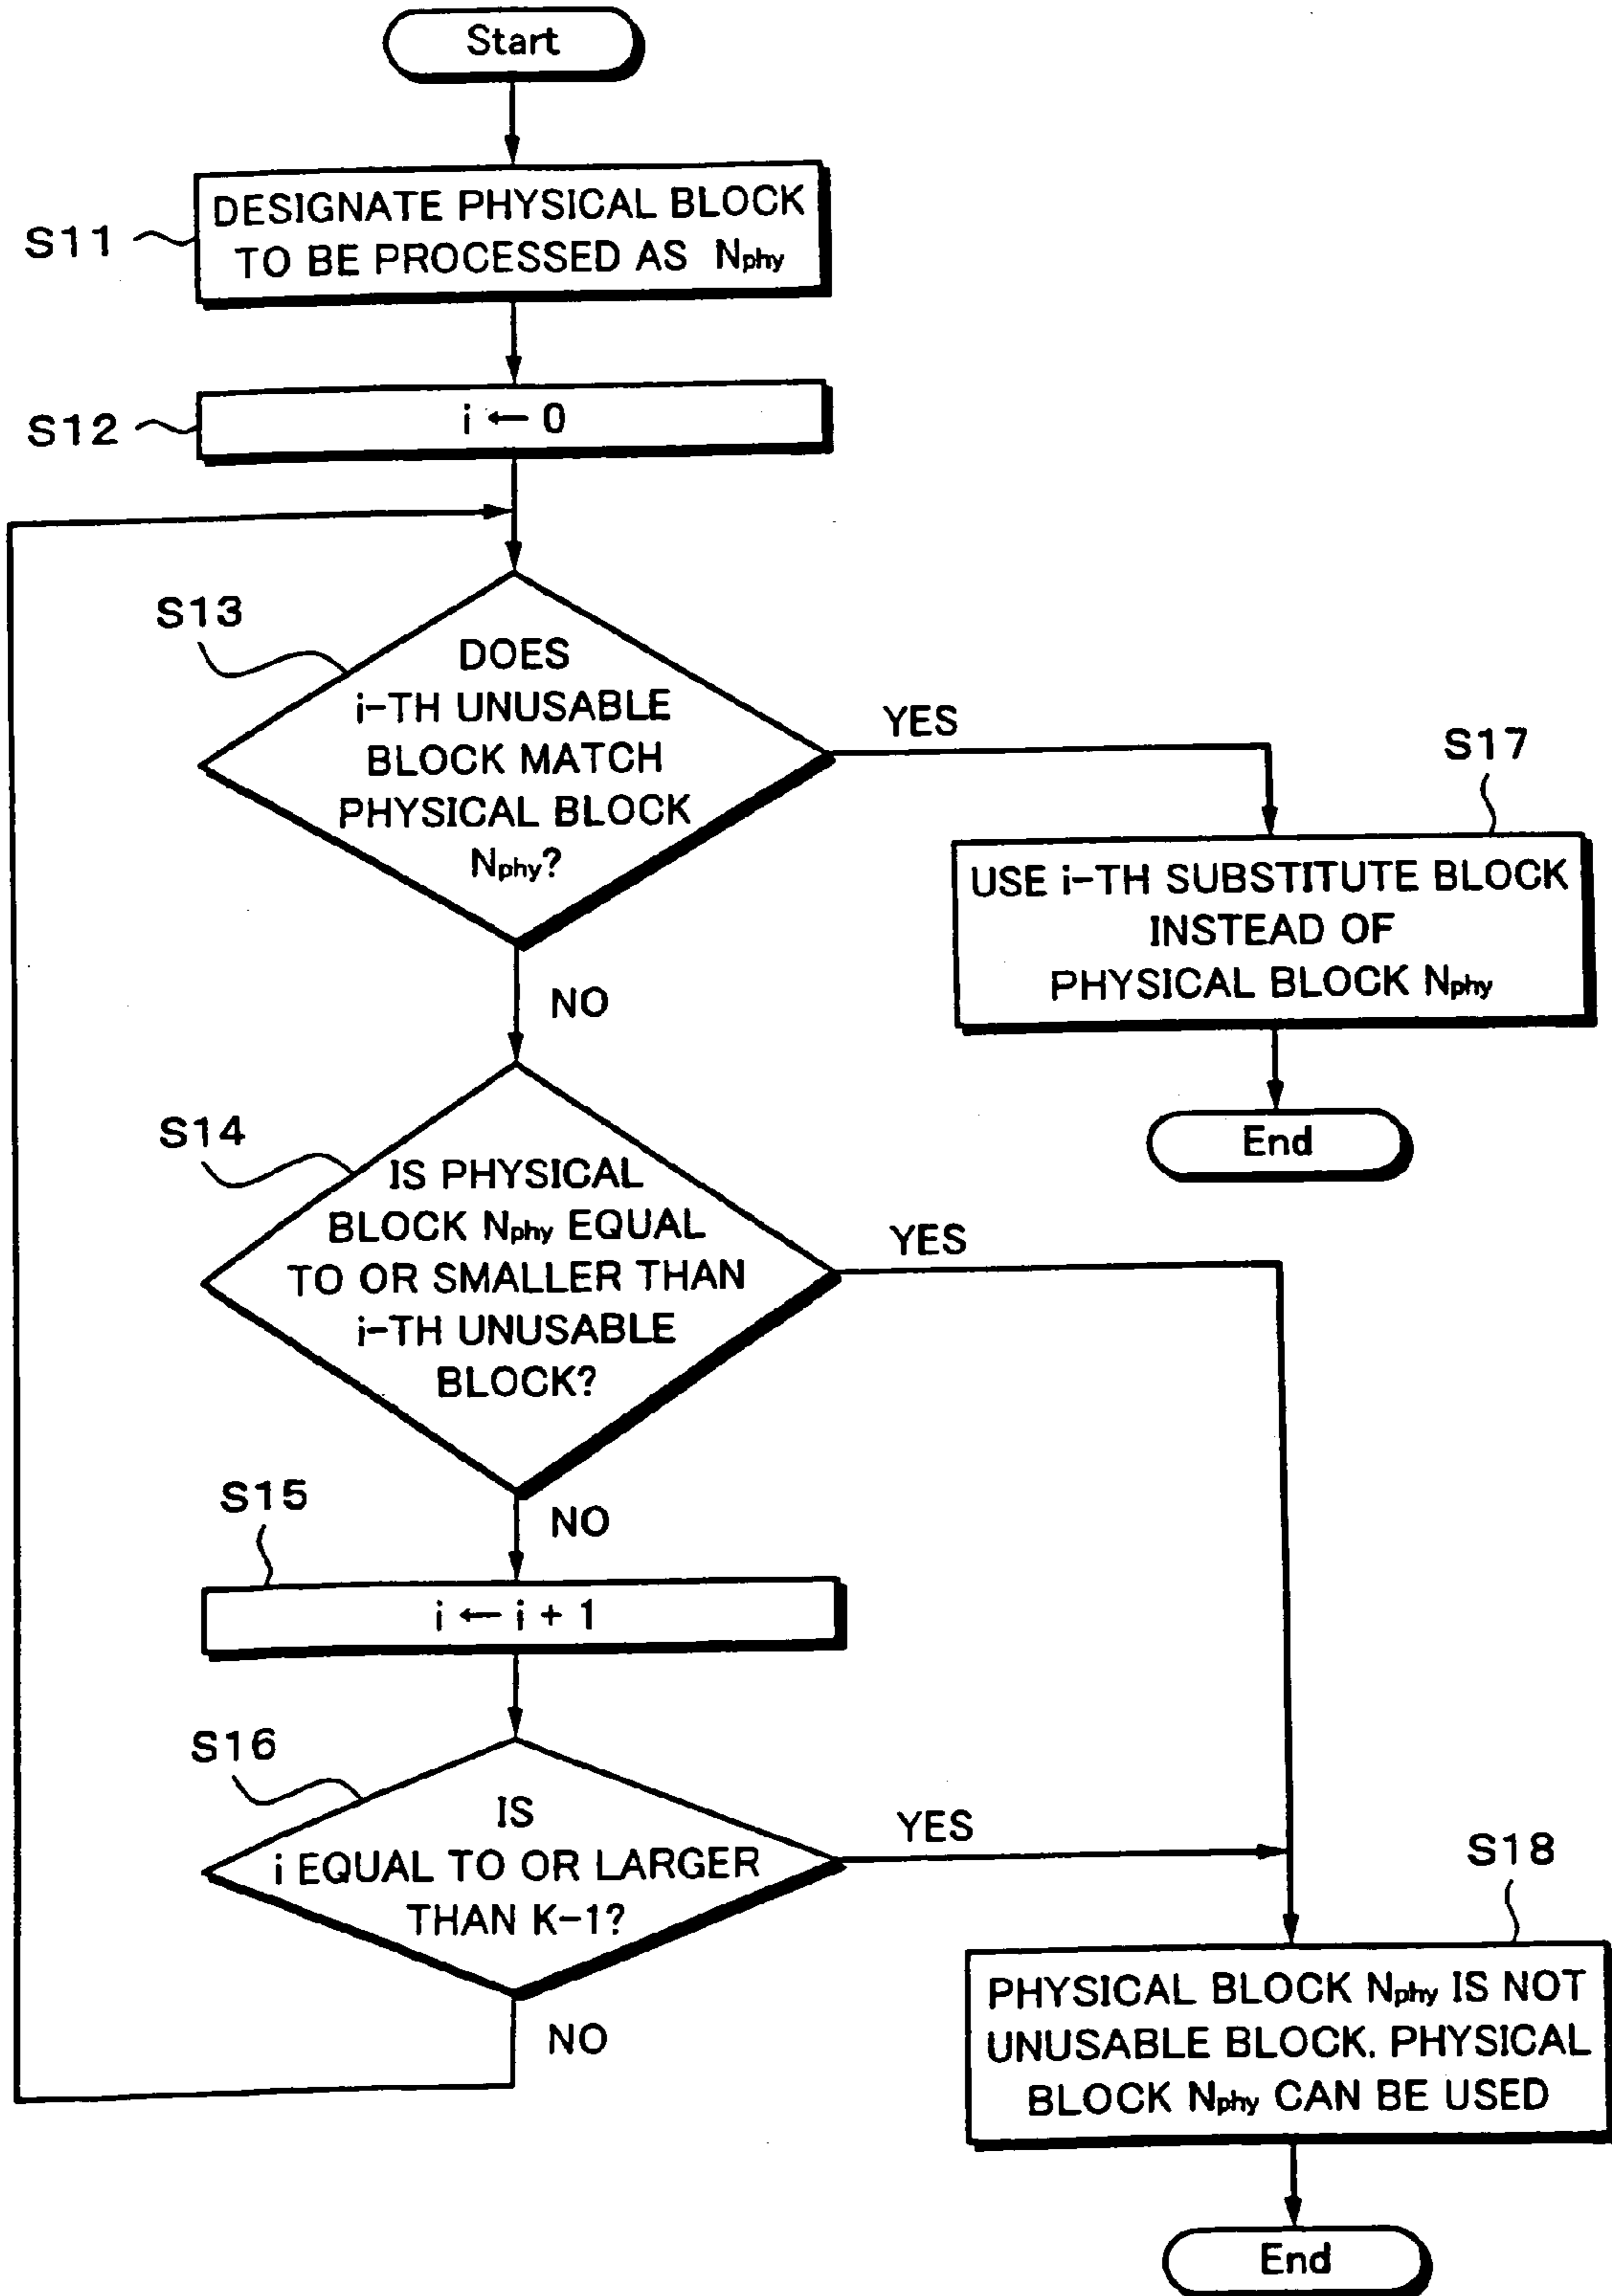 Start
S11
DESIGNATE PHYSICAL BLOCK
TO BE PROCESSED AS Nphy
S12
i ← 0
S13
DOES
i-TH UNUSABLE
BLOCK MATCH
PHYSICAL BLOCK
Nphy?
YES
NO
S17
USE i-TH SUBSTITUTE BLOCK
INSTEAD OF
PHYSICAL BLOCK Nphy
End
S14
IS PHYSICAL
BLOCK Nphy EQUAL
TO OR SMALLER THAN
i-TH UNUSABLE
BLOCK?
YES
NO
S15
i ← i + 1
S16
IS
i EQUAL TO OR LARGER
THAN K-1?
YES
NO
S18
PHYSICAL BLOCK Nphy IS NOT
UNUSABLE BLOCK. PHYSICAL
BLOCK Nphy CAN BE USED
End